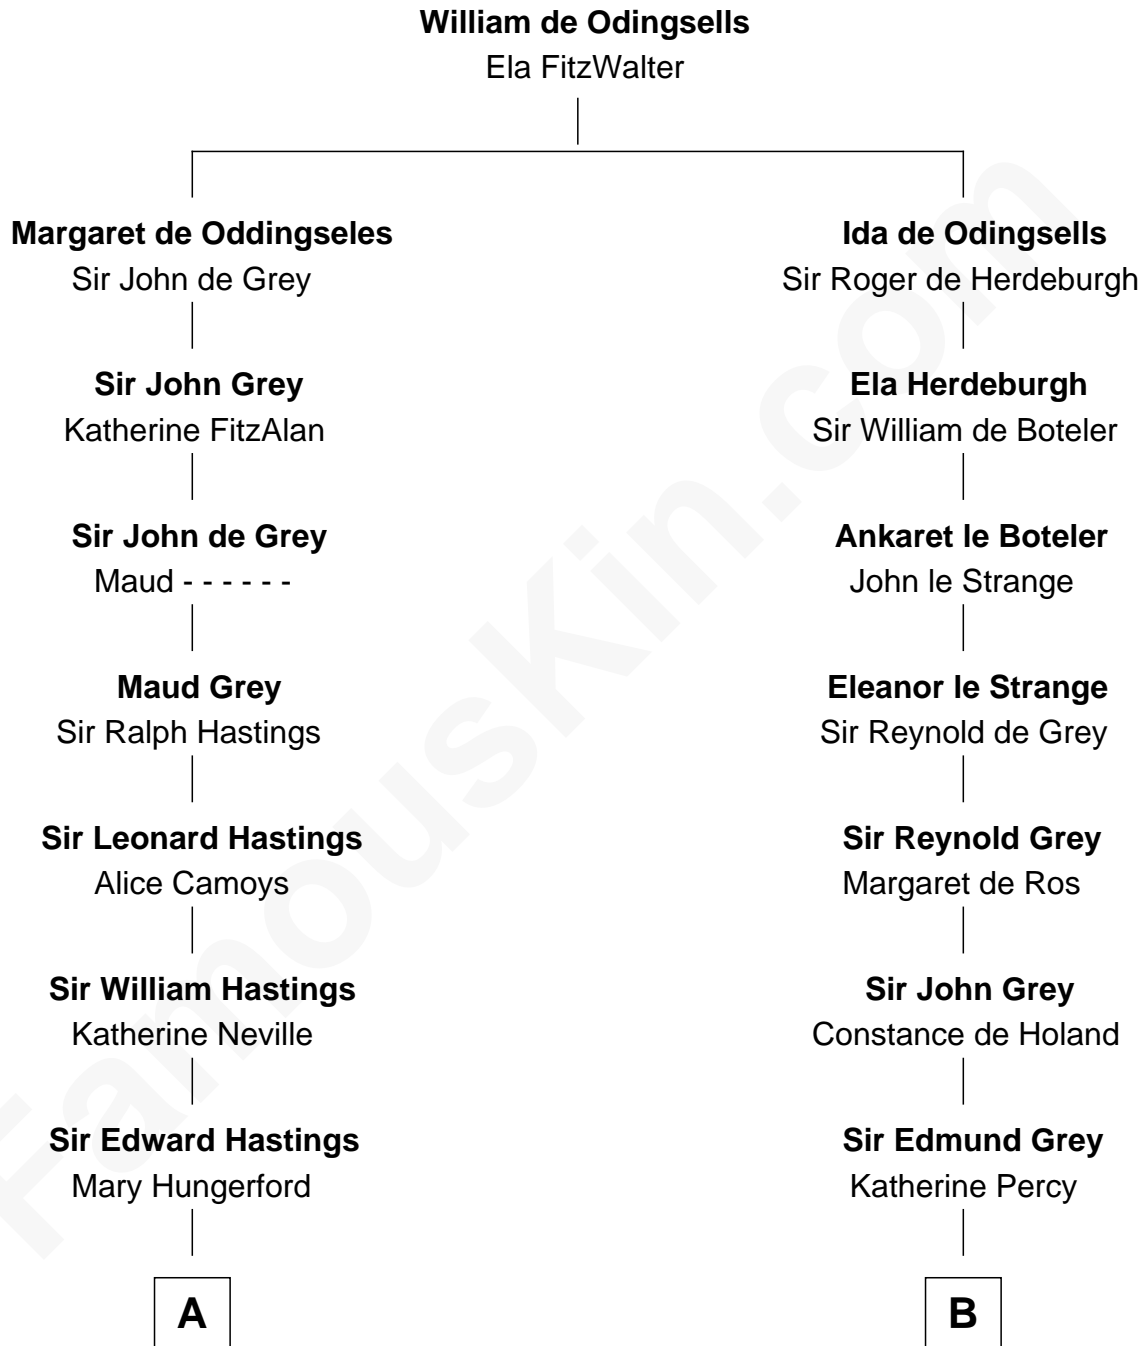 William de Odingsells
Ela FitzWalter
Margaret de Oddingseles
Sir John de Grey
Ida de Odingsells
Sir Roger de Herdeburgh
Sir John Grey
Katherine FitzAlan
Ela Herdeburgh
Sir William de Boteler
Sir John de Grey
Maud - - - - - -
Ankaret le Boteler
John le Strange
Maud Grey
Sir Ralph Hastings
Eleanor le Strange
Sir Reynold de Grey
Sir Leonard Hastings
Alice Camoys
Sir Reynold Grey
Margaret de Ros
Sir William Hastings
Katherine Neville
Sir John Grey
Constance de Holand
Sir Edward Hastings
Mary Hungerford
Sir Edmund Grey
Katherine Percy
A
B
FamousKin.com